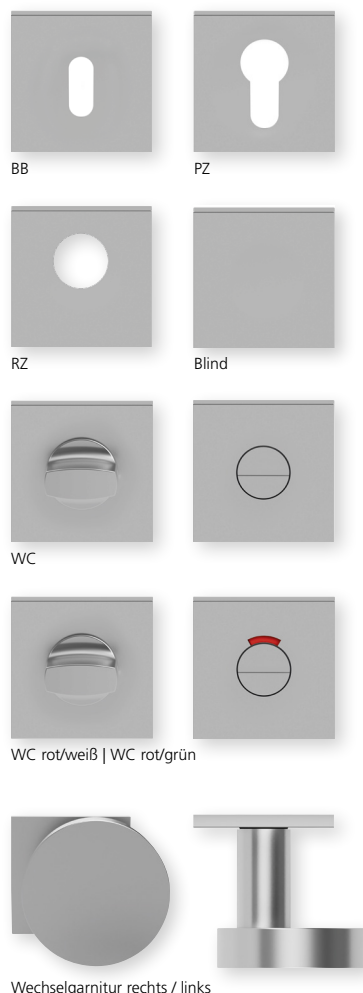 BB
PZ
RZ
Blind
WC
WC rot/weiß | WC rot/grün
Wechselgarnitur rechts / links